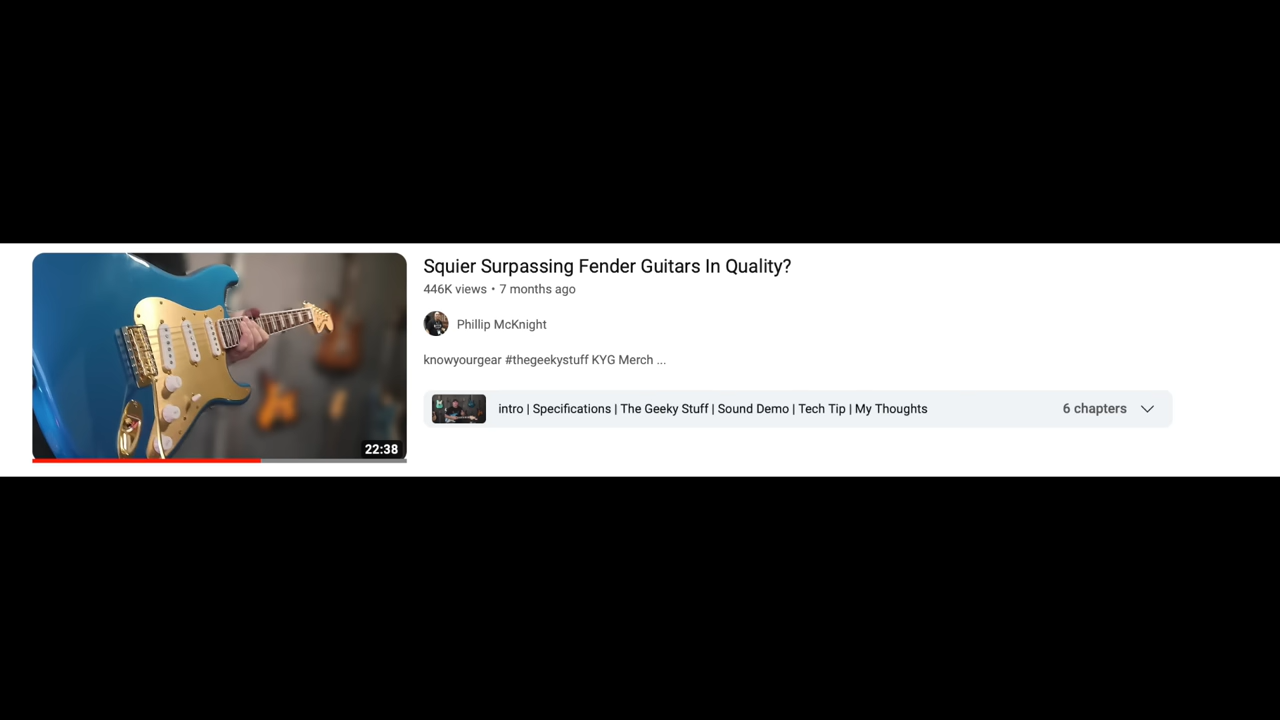 Squier Surpassing Fender Guitars In Quality?
446K views • 7 months ago
Phillip McKnight
knowyourgear #thegeekystuff KYG Merch ...
intro | Specifications | The Geeky Stuff | Sound Demo | Tech Tip | My Thoughts
6 chapters
22:38